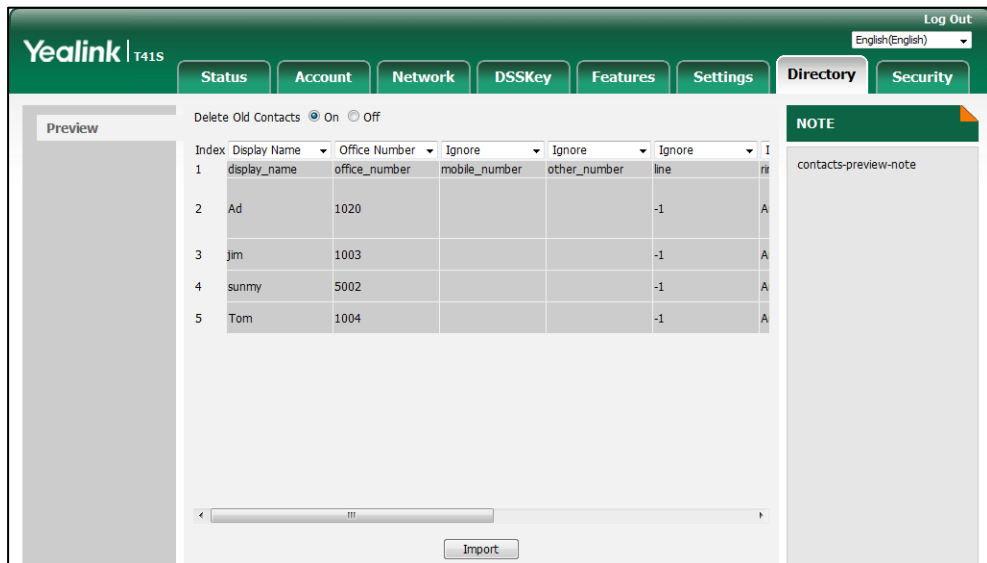 Log Out
Yealink T41S
English(English)
Status Account Network DSSKey Features Settings Directory Security
Preview
Delete Old Contacts On Off
NOTE
Index Display Name Office Number Ignore Ignore Ignore I
1 display_name office_number mobile_number other_number line
contacts-preview-note
2 Ad 1020 -1 A
3 jim 1003 -1 A
4 sunmy 5002 -1 A
5 Tom 1004 -1 A
Import